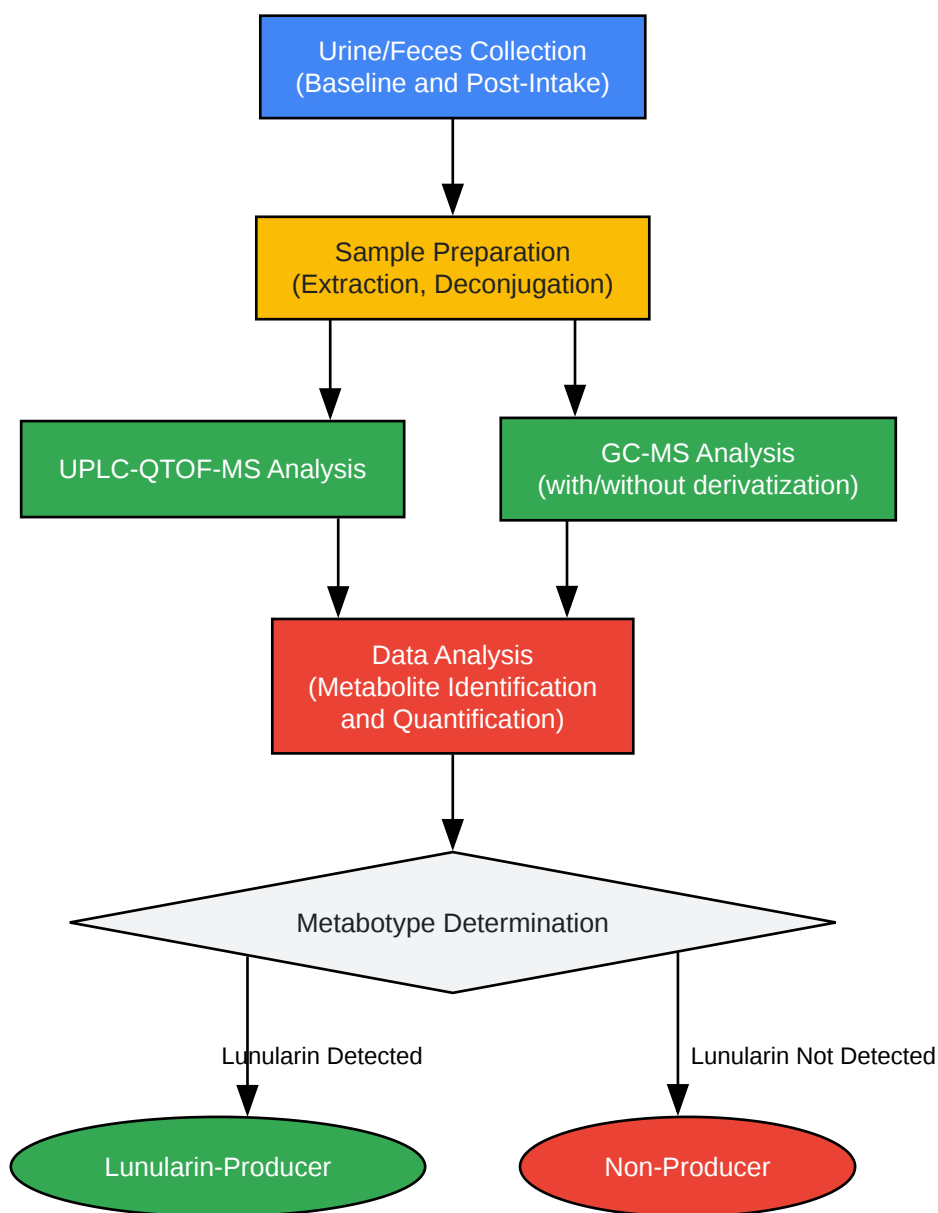 Urine/Feces Collection
(Baseline and Post-Intake)
Sample Preparation
(Extraction, Deconjugation)
UPLC-QTOF-MS Analysis
GC-MS Analysis
(with/without derivatization)
Data Analysis
(Metabolite Identification
and Quantification)
Metabotype Determination
Lunularin Detected
Lunularin Not Detected
Lunularin-Producer
Non-Producer